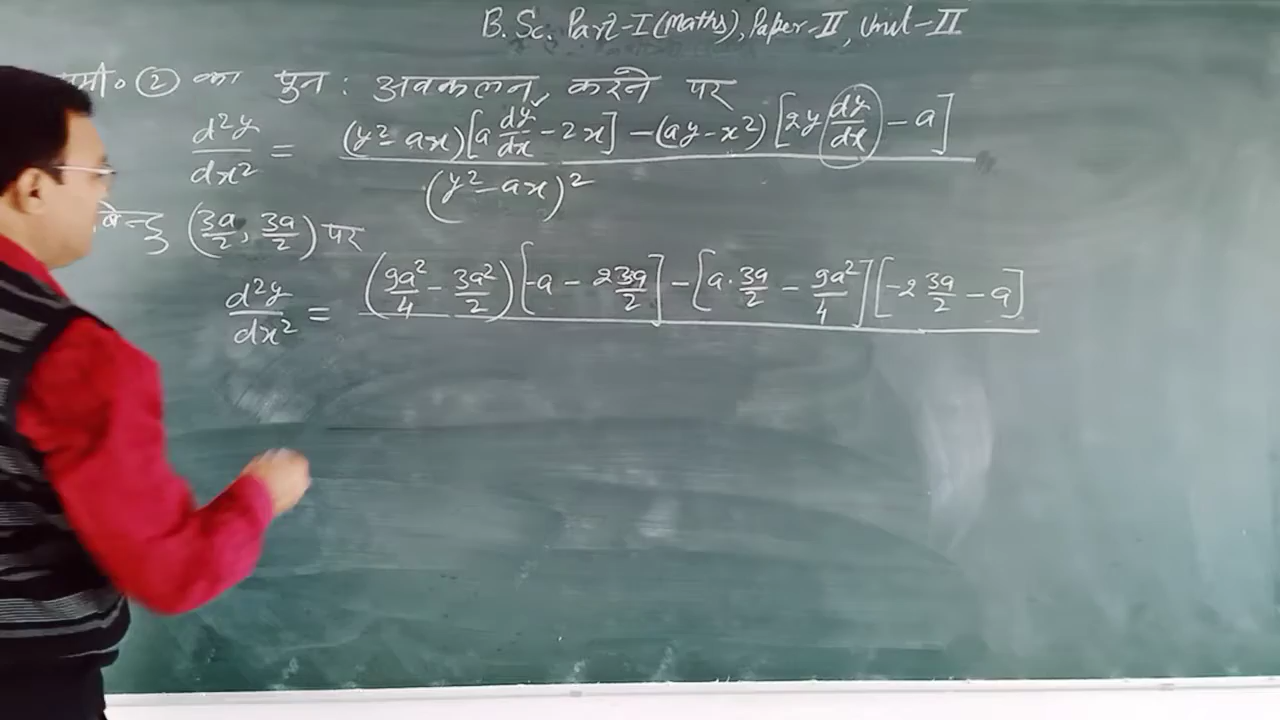 B.Sc. Part-I (Maths), Paper-II, Unit-II
समी० ② का पुन: अवकलन करने पर
d²y/dx² = (y²-ax)[a dy/dx - 2x] - (ay-x²)[2y dy/dx - a] / (y²-ax)²
बिन्दु (3a/2, 3a/2) पर
d²y/dx² = (9a²/4 - 3a²/2)[-a - 2 3a/2] - [a·3a/2 - 9a²/4][-2 3a/2 - a]